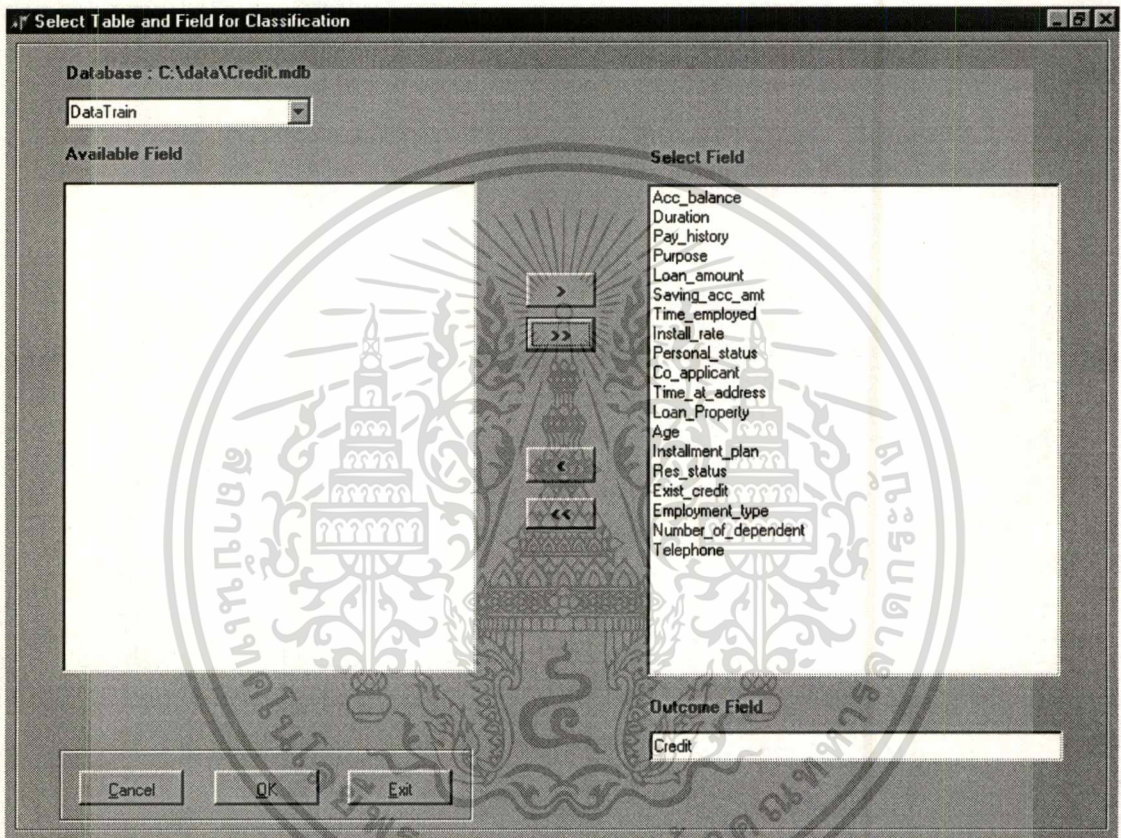 Select Table and Field for Classification
Database : C:\data\Credit.mdb
DataTrain
Available Field
Select Field
Acc_balance
Duration
Pay_history
Purpose
Loan_amount
Saving_acc_amt
Time_employed
Install_rate
Personal_status
Co_applicant
Time_at_address
Loan_Property
Age
Installment_plan
Res_status
Exist_credit
Employment_type
Number_of_dependent
Telephone
>
>>
<
<<
Outcome Field
Credit
Cancel
OK
Exit